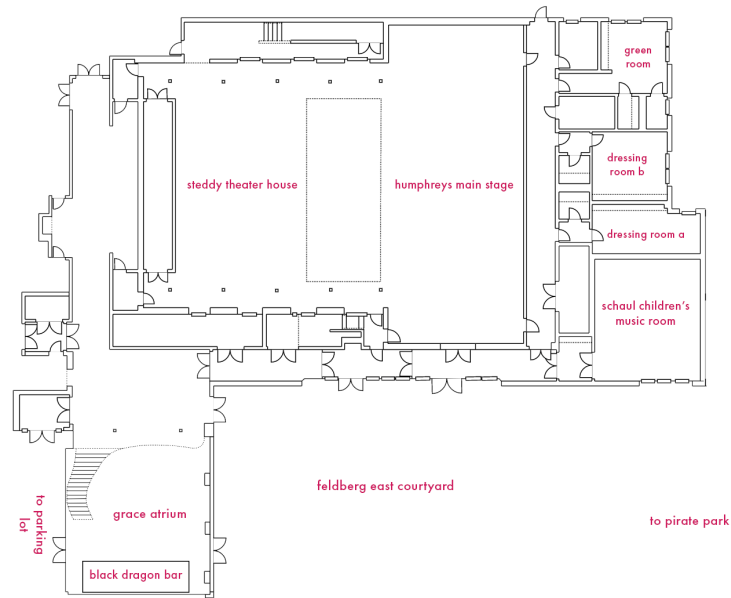 green
room
dressing
room b
steddy theater house
humphreys main stage
dressing room a
schaul children's
music room
feldberg east courtyard
grace atrium
to parking
lot
to pirate park
black dragon bar